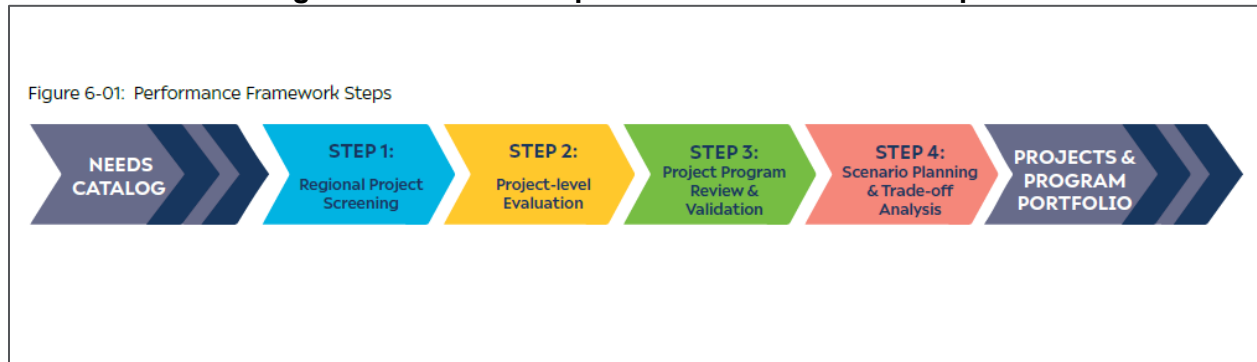 Figure 6-01: Performance Framework Steps
NEEDS
CATALOG
STEP 1:
Regional Project
Screening
STEP 2:
Project-level
Evaluation
STEP 3:
Project Program
Review &
Validation
STEP 4:
Scenario Planning
& Trade-off
Analysis
PROJECTS &
PROGRAM
PORTFOLIO